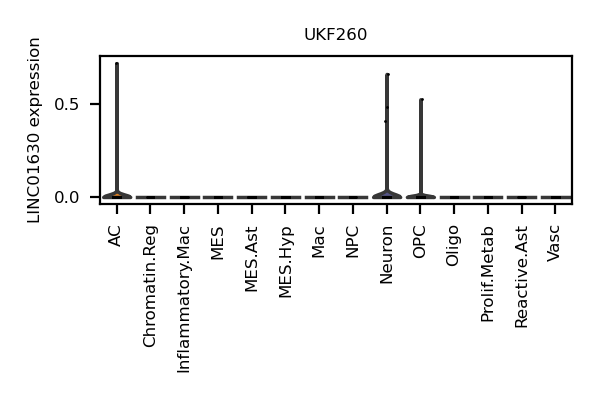 UKF260
LINC01630 expression
0.5
0.0
AC
Chromatin.Reg
Inflammatory.Mac
MES
MES.Ast
MES.Hyp
Mac
NPC
Neuron
OPC
Oligo
Prolif.Metab
Reactive.Ast
Vasc